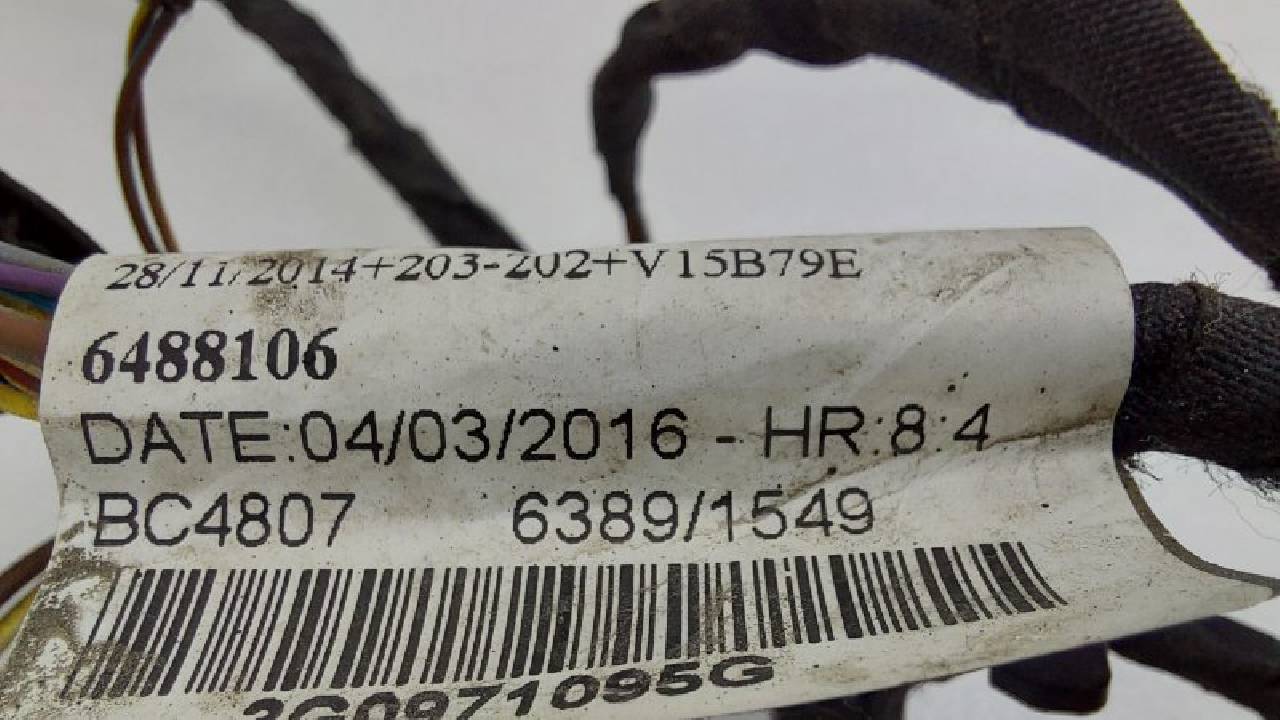 28/11/2014+203-202+V15B79E
6488106
DATE:04/03/2016 - HR:8:4
BC4807 6389/1549
3G0971095G